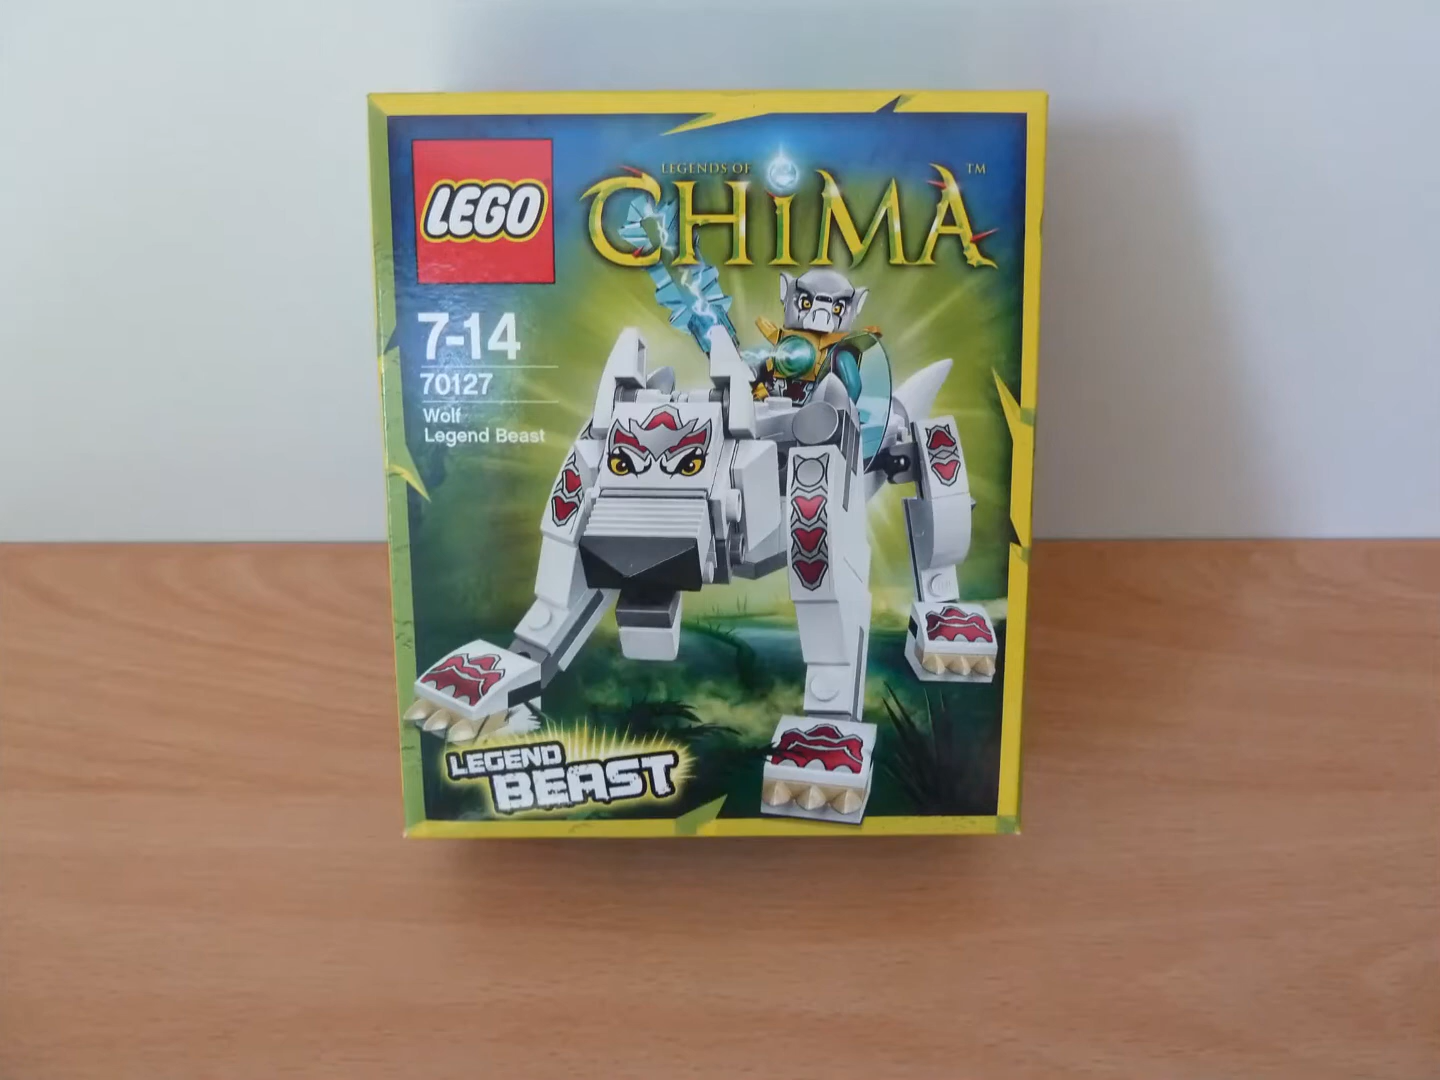 LEGO
LEGENDS OF
CHIMA
TM
7-14
70127
Wolf
Legend Beast
LEGEND
BEAST